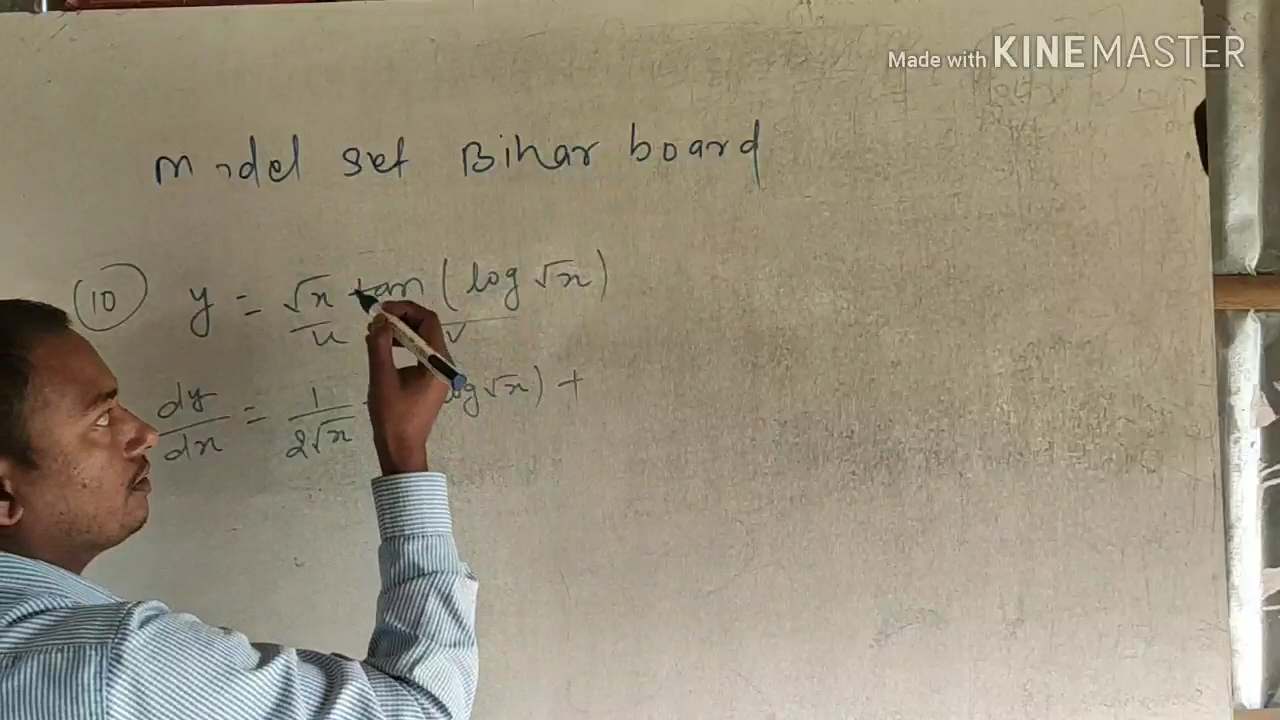 Made with KINEMASTER
Model set Bihar board
(10) y = √x tan (log √x)
u v
dy/dx = 1/2√x log √x) +